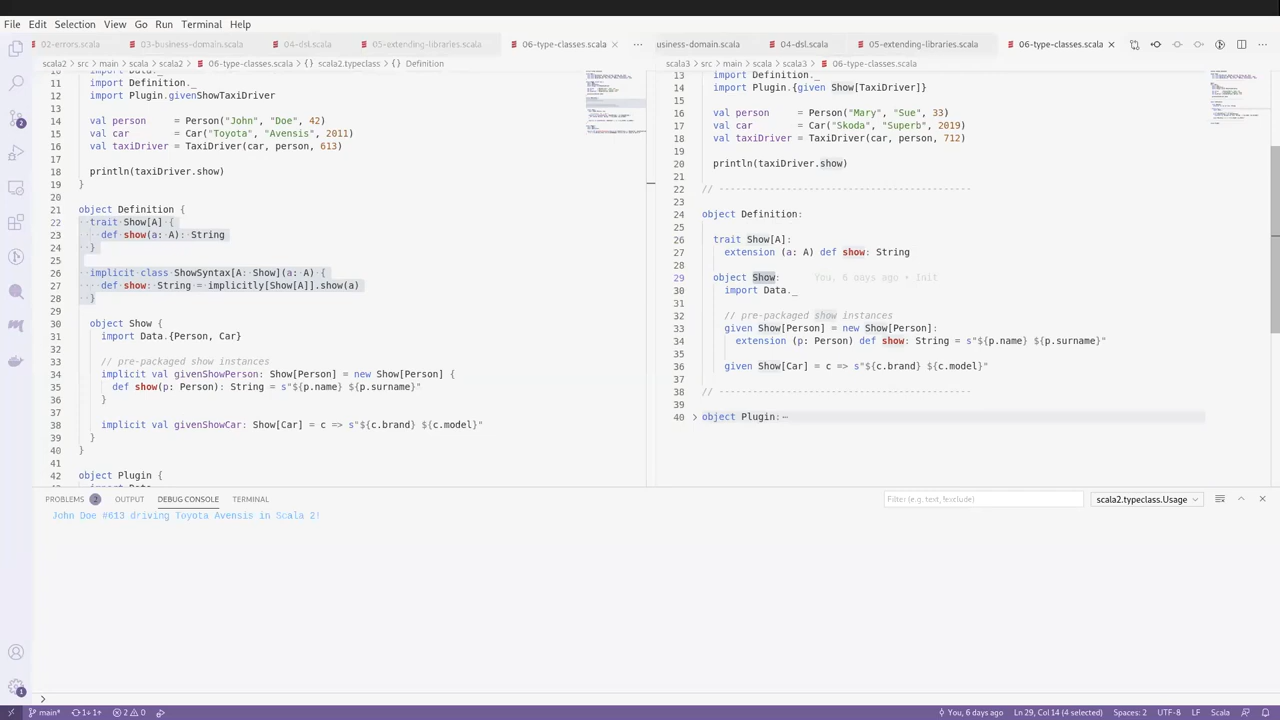 File Edit Selection View Go Run Terminal Help
02-errors.scala 03-business-domain.scala 04-dsl.scala 05-extending-libraries.scala 06-type-classes.scala × ···
usiness-domain.scala 04-dsl.scala 05-extending-libraries.scala 06-type-classes.scala × ···
scala2 › src › main › scala › scala2 › 06-type-classes.scala › {} scala2.typeclass › {} Definition
scala3 › src › main › scala › scala3 › 06-type-classes.scala
10 import Data._
11 import Definition._
12 import Plugin.givenShowTaxiDriver
13
14 val person = Person("John", "Doe", 42)
15 val car = Car("Toyota", "Avensis", 2011)
16 val taxiDriver = TaxiDriver(car, person, 613)
17
18 println(taxiDriver.show)
19 }
20
21 object Definition {
22 trait Show[A] {
23 def show(a: A): String
24 }
25
26 implicit class ShowSyntax[A: Show](a: A) {
27 def show: String = implicitly[Show[A]].show(a)
28 }
29
30 object Show {
31 import Data.{Person, Car}
32
33 // pre-packaged show instances
34 implicit val givenShowPerson: Show[Person] = new Show[Person] {
35 def show(p: Person): String = s"${p.name} ${p.surname}"
36 }
37
38 implicit val givenShowCar: Show[Car] = c => s"${c.brand} ${c.model}"
39 }
40 }
41
42 object Plugin {
13 import Definition._
14 import Plugin.{given Show[TaxiDriver]}
15
16 val person = Person("Mary", "Sue", 33)
17 val car = Car("Skoda", "Superb", 2019)
18 val taxiDriver = TaxiDriver(car, person, 712)
19
20 println(taxiDriver.show)
21
22 // ----------------------------------------------
23
24 object Definition:
25
26 trait Show[A]:
27 extension (a: A) def show: String
28
29 object Show: You, 6 days ago • Init
30 import Data._
31
32 // pre-packaged show instances
33 given Show[Person] = new Show[Person]:
34 extension (p: Person) def show: String = s"${p.name} ${p.surname}"
35
36 given Show[Car] = c => s"${c.brand} ${c.model}"
37
38 // ----------------------------------------------
39
40 › object Plugin: ⋯
PROBLEMS 2 OUTPUT DEBUG CONSOLE TERMINAL
Filter (e.g. text, !exclude) scala2.typeclass.Usage
John Doe #613 driving Toyota Avensis in Scala 2!
main* 1↓ 1↑ 2 0
You, 6 days ago Ln 29, Col 14 (4 selected) Spaces: 2 UTF-8 LF Scala